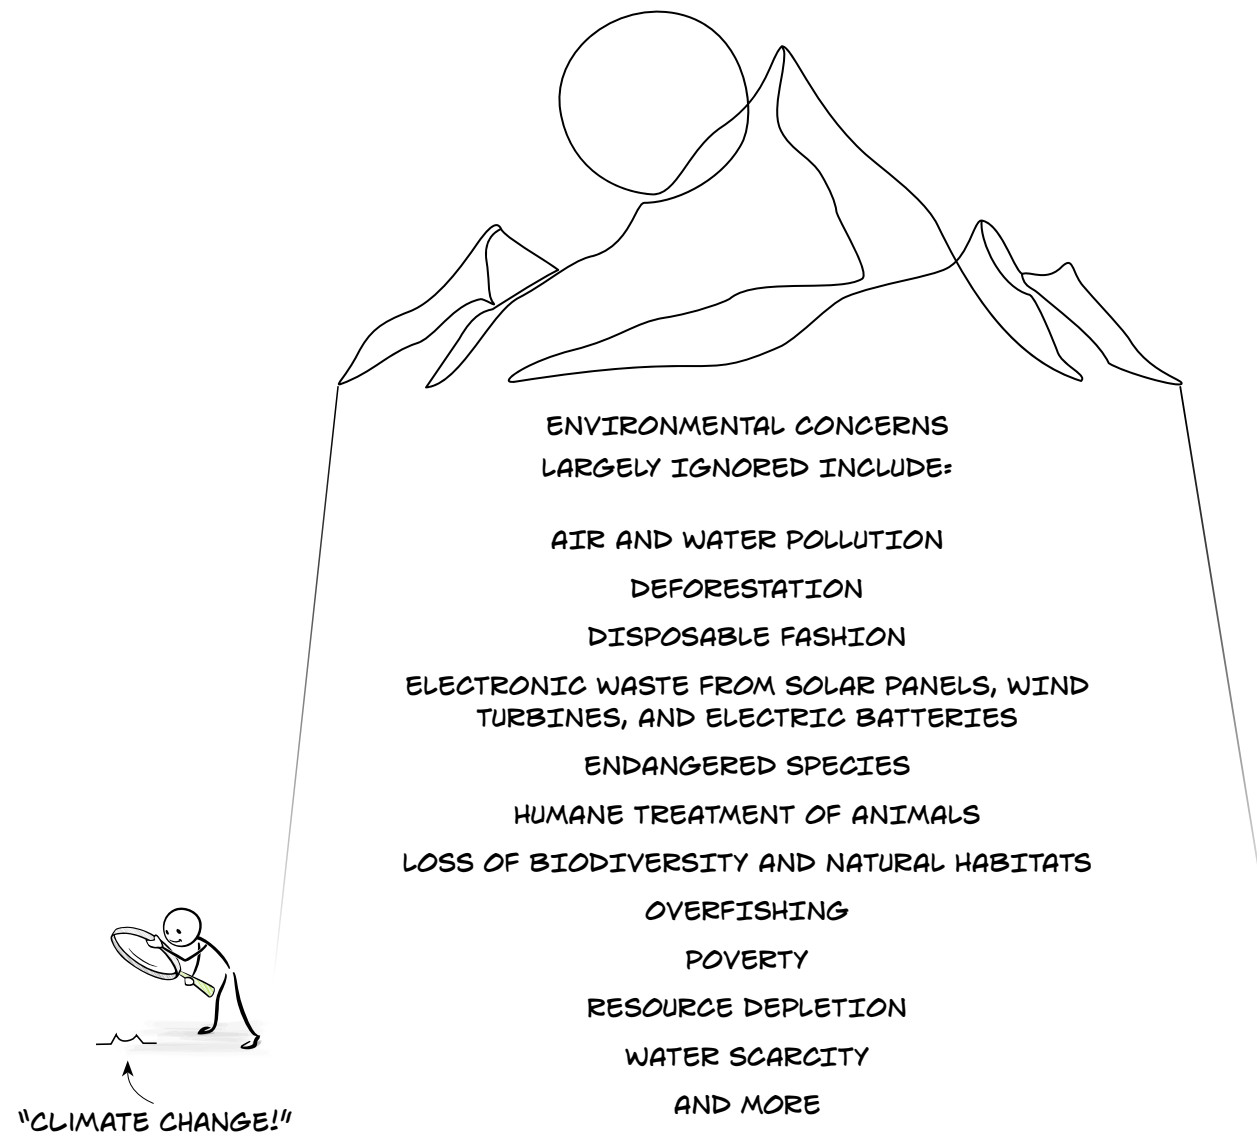 ENVIRONMENTAL CONCERNS
LARGELY IGNORED INCLUDE:
AIR AND WATER POLLUTION
DEFORESTATION
DISPOSABLE FASHION
ELECTRONIC WASTE FROM SOLAR PANELS, WIND
TURBINES, AND ELECTRIC BATTERIES
ENDANGERED SPECIES
HUMANE TREATMENT OF ANIMALS
LOSS OF BIODIVERSITY AND NATURAL HABITATS
OVERFISHING
POVERTY
RESOURCE DEPLETION
WATER SCARCITY
AND MORE
"CLIMATE CHANGE!"